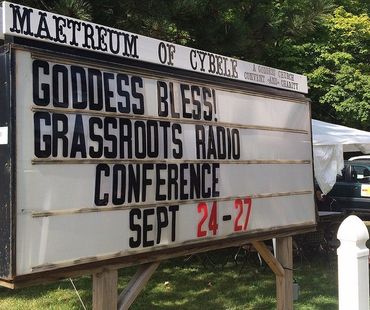 MAETREUM OF CYBELE
A GODDESS CHURCH
CONVENT -AND- CHARITY
GODDESS BLESS!
GRASSROOTS RADIO
CONFERENCE
SEPT 24-27